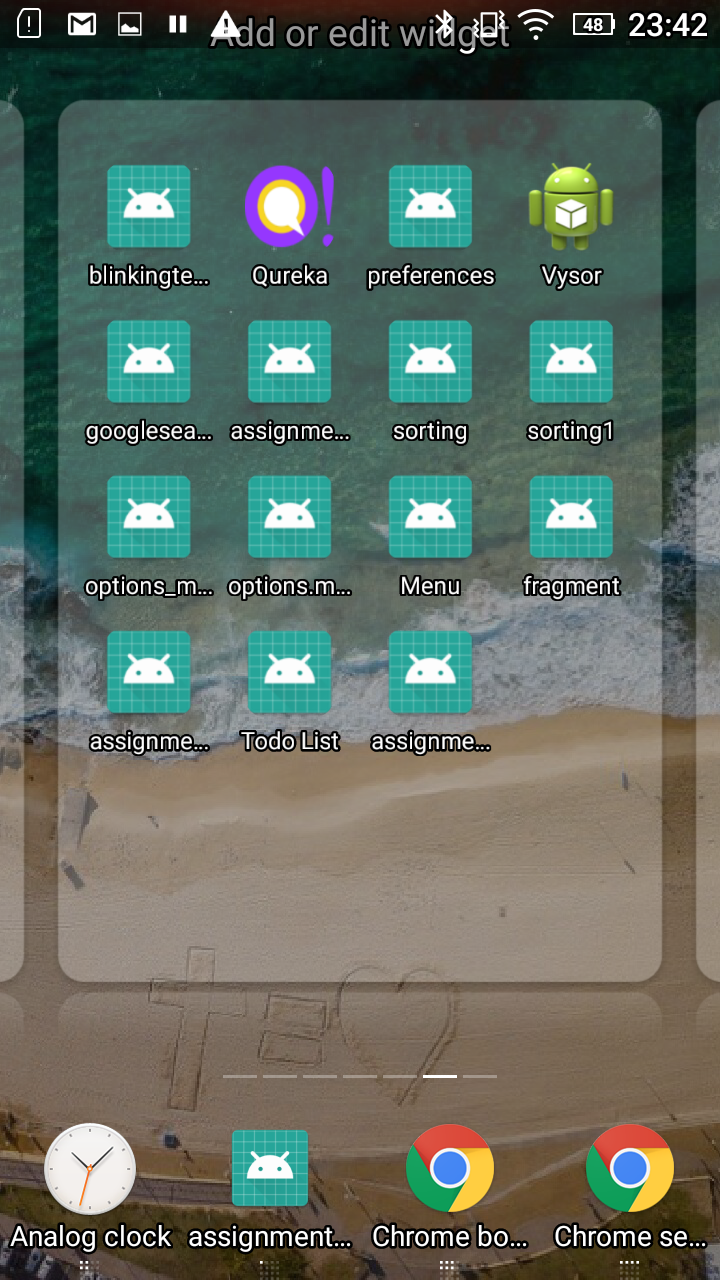 Add or edit widget
48 23:42
blinkingte... Qureka preferences Vysor
googlesea... assignme... sorting sorting1
options_m... options.m... Menu fragment
assignme... Todo List assignme...
Analog clock assignment... Chrome bo... Chrome se...